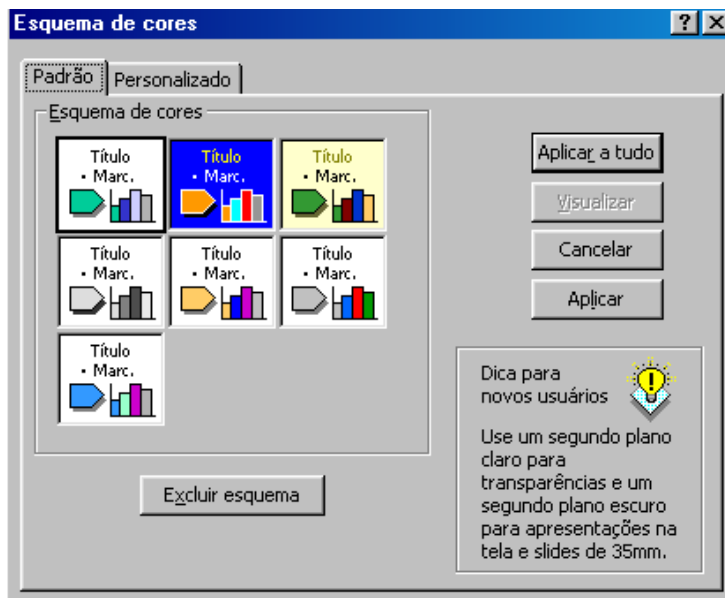 Esquema de cores
Padrão Personalizado
Esquema de cores
Título
• Marc.
Título
• Marc.
Título
• Marc.
Título
• Marc.
Título
• Marc.
Título
• Marc.
Título
• Marc.
Excluir esquema
Aplicar a tudo
Visualizar
Cancelar
Aplicar
Dica para
novos usuários
Use um segundo plano
claro para
transparências e um
segundo plano escuro
para apresentações na
tela e slides de 35mm.